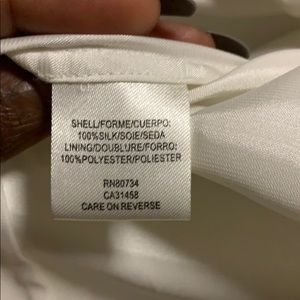 SHELL/FORME/CUERPO:
100%SILK/SOIE/SEDA
LINING/DOUBLURE/FORRO:
100%POLYESTER/POLIESTER
RN80734
CA31458
CARE ON REVERSE